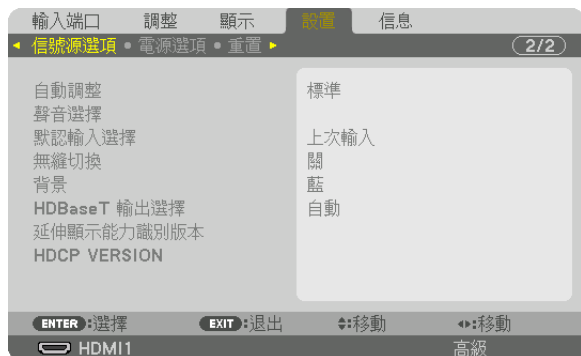 輸入端口 調整 顯示 設置 信息
◂ 信號源選項 • 電源選項 • 重置 ▸ 2/2
自動調整 標準
聲音選擇
默認輸入選擇 上次輸入
無縫切換 關
背景 藍
HDBaseT 輸出選擇 自動
延伸顯示能力識別版本
HDCP VERSION
ENTER:選擇 EXIT:退出 ♦:移動 ◂▸:移動
HDMI1 高級